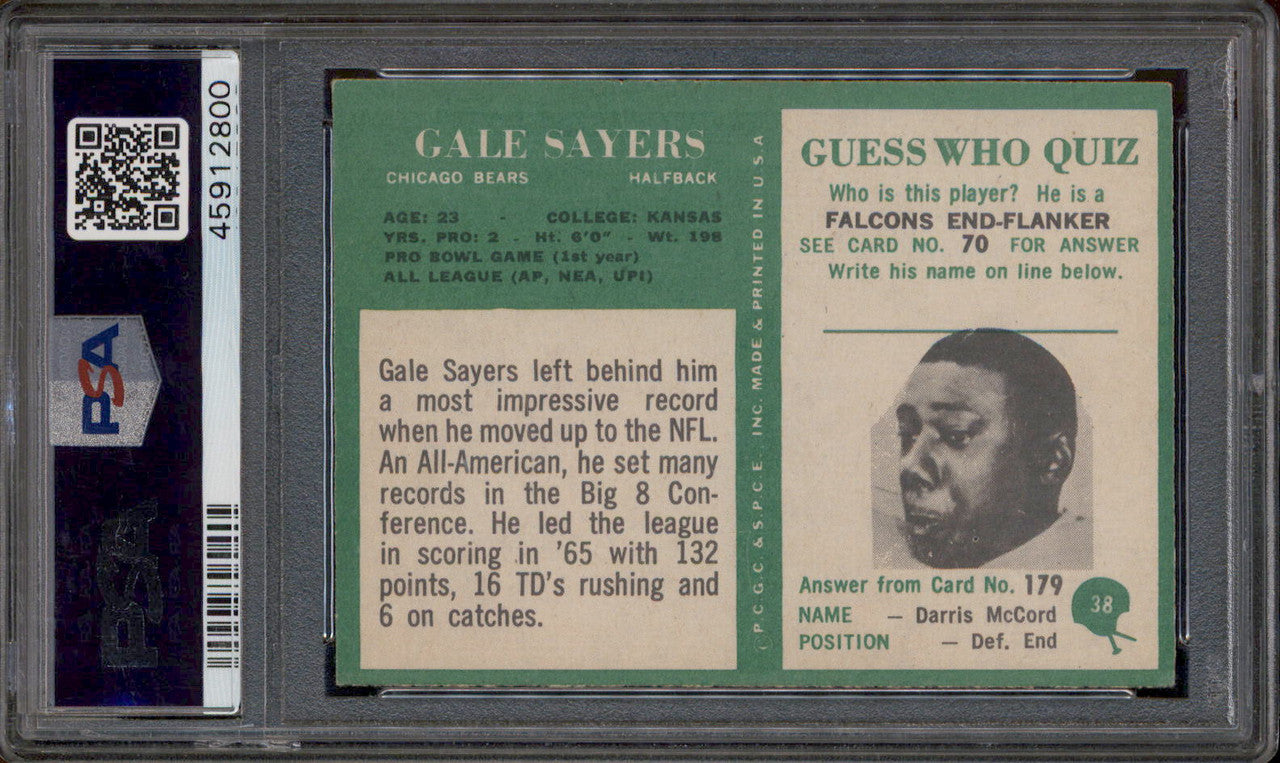 45912800
PSA
PSA
GALE SAYERS
CHICAGO BEARS HALFBACK
AGE: 23 - COLLEGE: KANSAS
YRS. PRO: 2 - Ht. 6'0" - Wt. 198
PRO BOWL GAME (1st year)
ALL LEAGUE (AP, NEA, UPI)
Gale Sayers left behind him
a most impressive record
when he moved up to the NFL.
An All-American, he set many
records in the Big 8 Con-
ference. He led the league
in scoring in '65 with 132
points, 16 TD's rushing and
6 on catches.
© P.C.G.C. & S.P.C.E. INC. MADE & PRINTED IN U.S.A
GUESS WHO QUIZ
Who is this player? He is a
FALCONS END-FLANKER
SEE CARD NO. 70 FOR ANSWER
Write his name on line below.
Answer from Card No. 179
NAME — Darris McCord
POSITION — Def. End
38